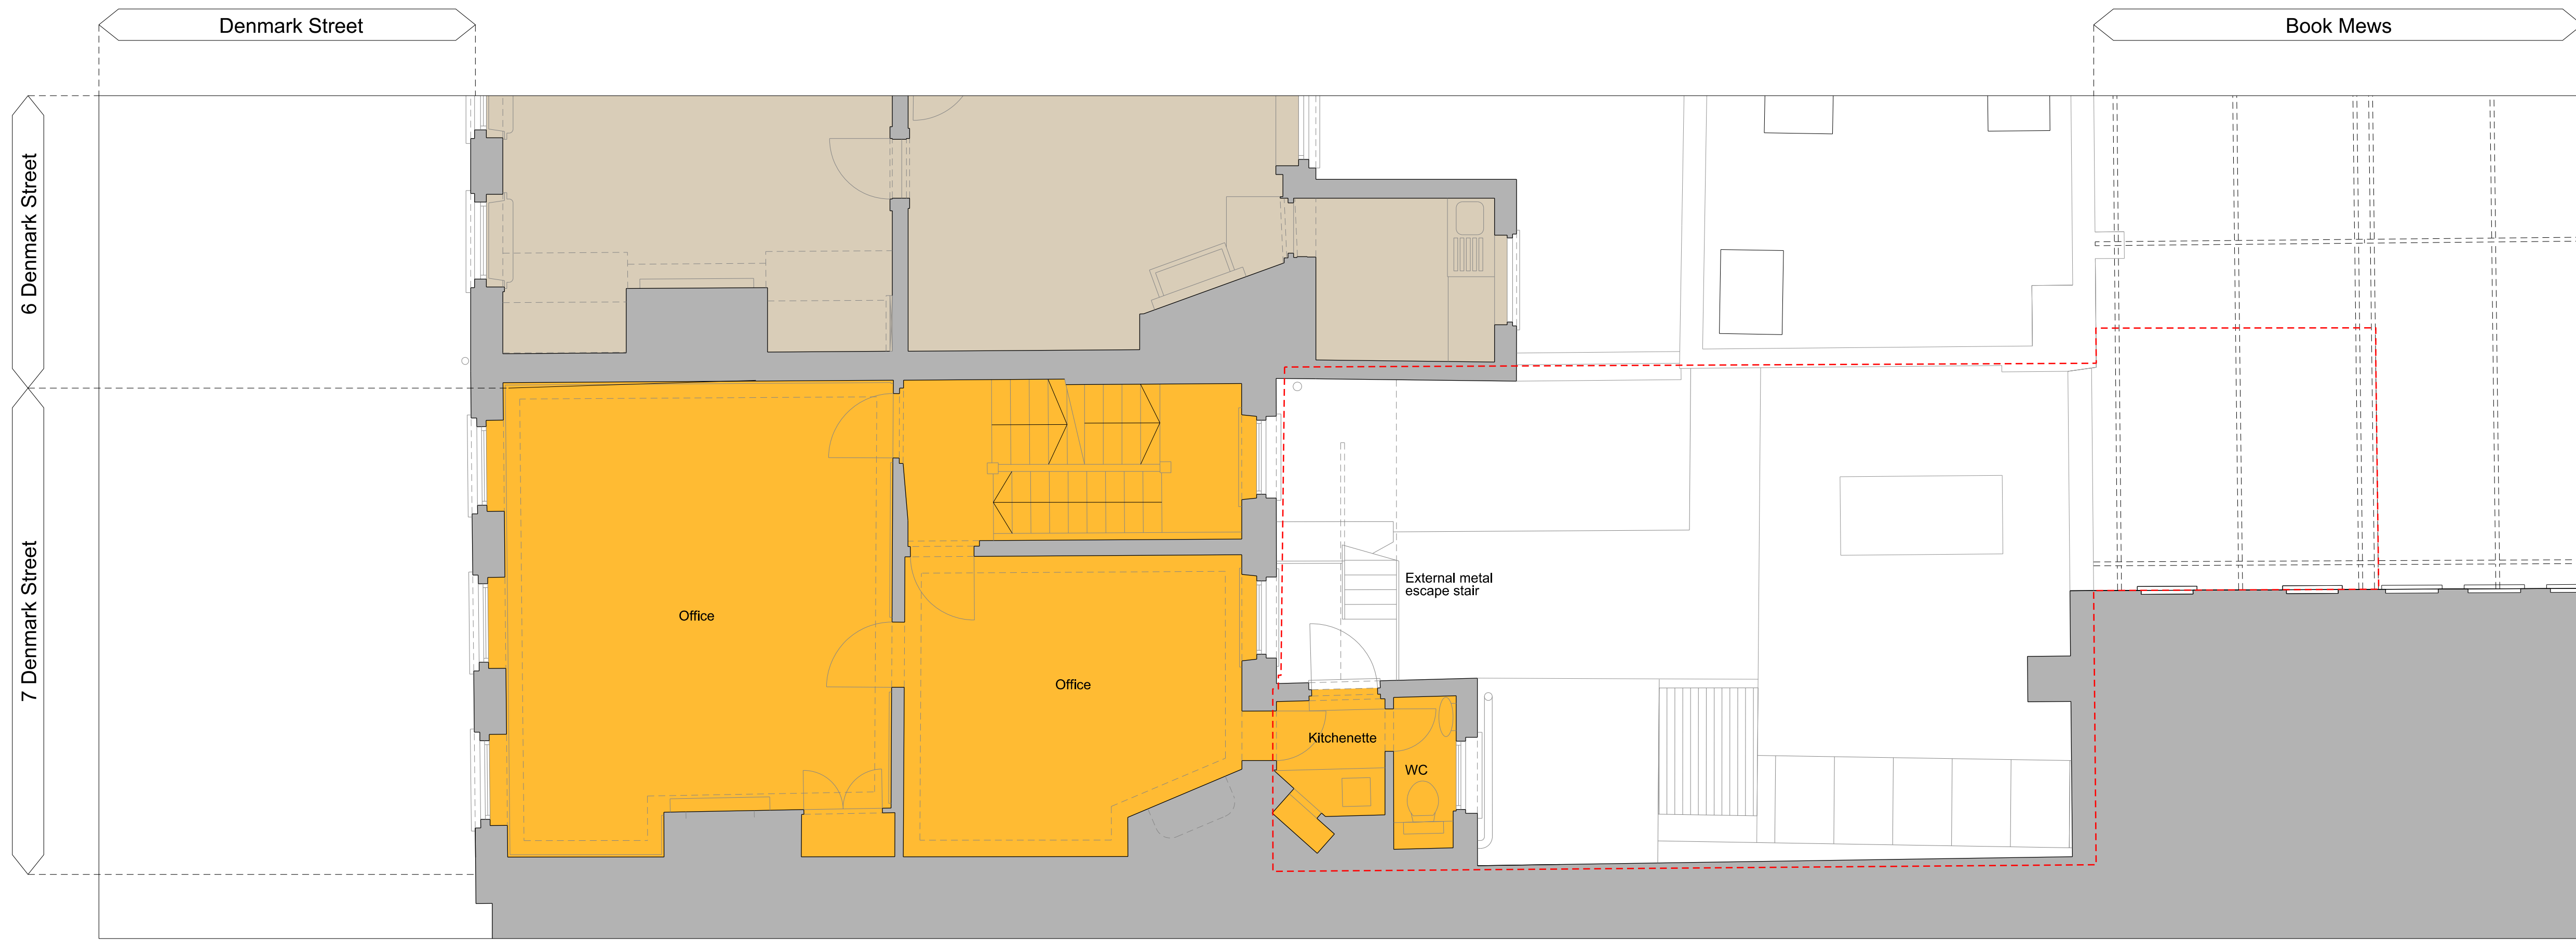 Denmark Street
Book Mews
6 Denmark Street
7 Denmark Street
Office
Office
External metal
escape stair
Kitchenette
WC